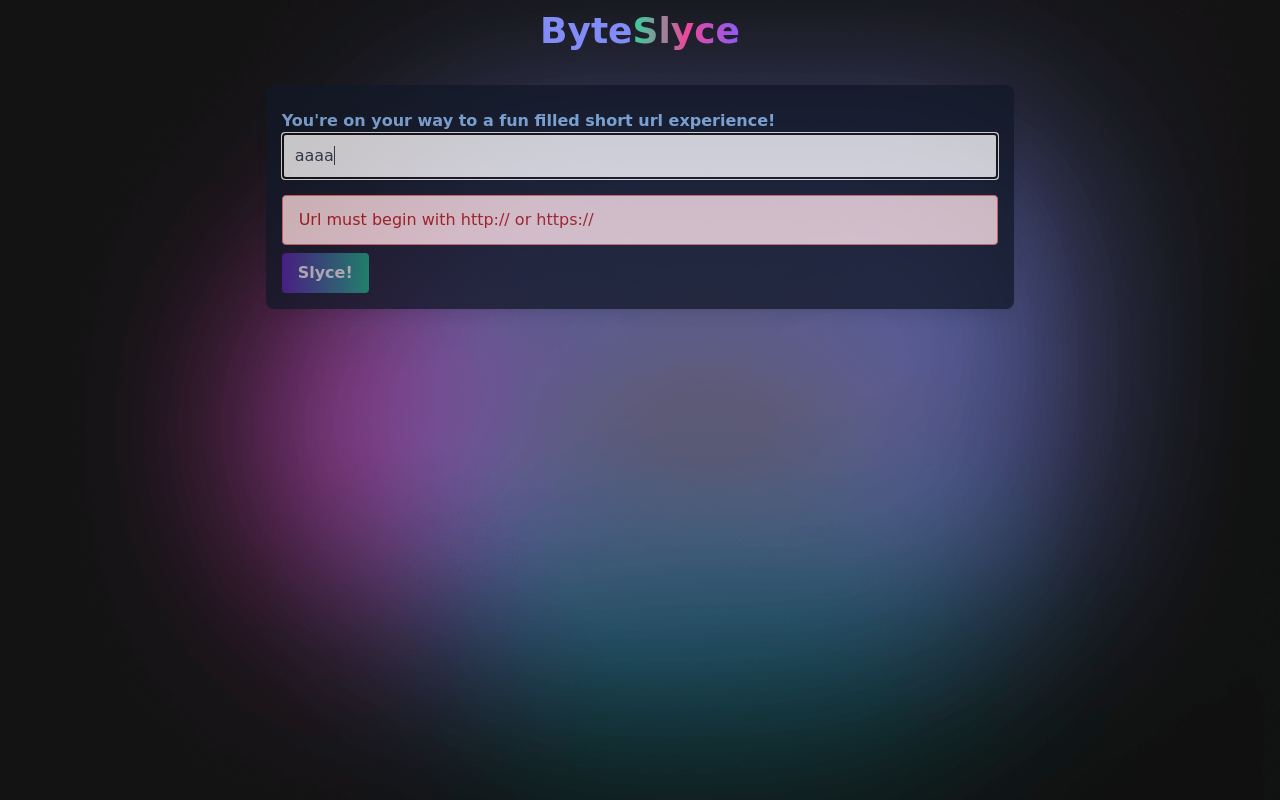 ByteSlyce
You're on your way to a fun filled short url experience!
aaaa
Url must begin with http:// or https://
Slyce!